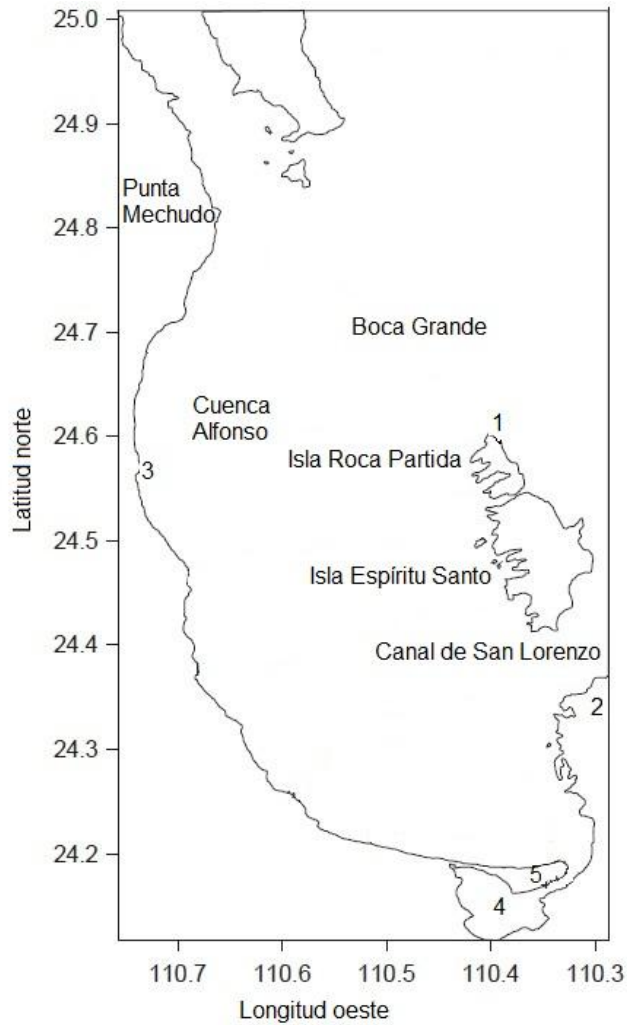 25.0
24.9
Punta
Mechudo
24.8
24.7
Boca Grande
Cuenca
Alfonso
1
24.6
Isla Roca Partida
3
Latitud norte
24.5
Isla Espíritu Santo
24.4
Canal de San Lorenzo
2
24.3
24.2
5
4
110.7 110.6 110.5 110.4 110.3
Longitud oeste